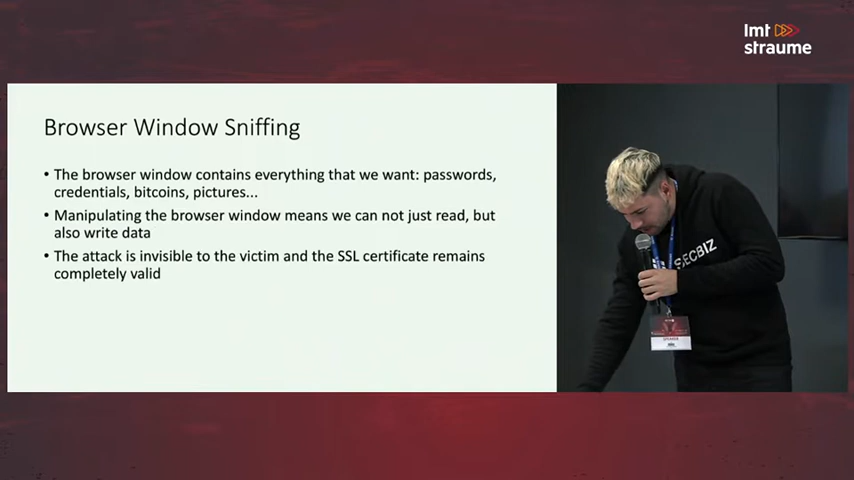 lmt
straume
Browser Window Sniffing
• The browser window contains everything that we want: passwords,
credentials, bitcoins, pictures...
• Manipulating the browser window means we can not just read, but
also write data
• The attack is invisible to the victim and the SSL certificate remains
completely valid
SECBIZ
SPEAKER